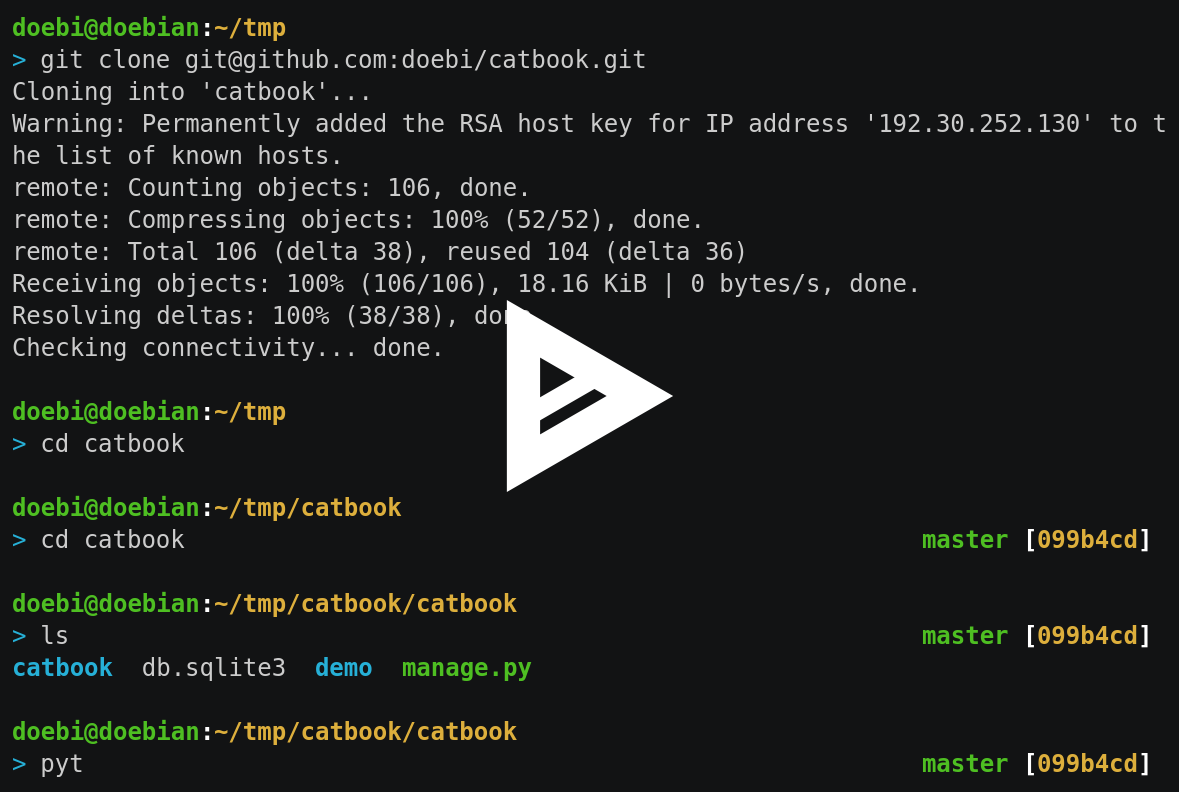 doebi@doebian:~/tmp
> git clone git@github.com:doebi/catbook.git
Cloning into 'catbook'...
Warning: Permanently added the RSA host key for IP address '192.30.252.130' to t
he list of known hosts.
remote: Counting objects: 106, done.
remote: Compressing objects: 100% (52/52), done.
remote: Total 106 (delta 38), reused 104 (delta 36)
Receiving objects: 100% (106/106), 18.16 KiB | 0 bytes/s, done.
Resolving deltas: 100% (38/38), done
Checking connectivity... done.
doebi@doebian:~/tmp
> cd catbook
doebi@doebian:~/tmp/catbook
> cd catbook master [099b4cd]
doebi@doebian:~/tmp/catbook/catbook
> ls master [099b4cd]
catbook db.sqlite3 demo manage.py
doebi@doebian:~/tmp/catbook/catbook
> pyt master [099b4cd]